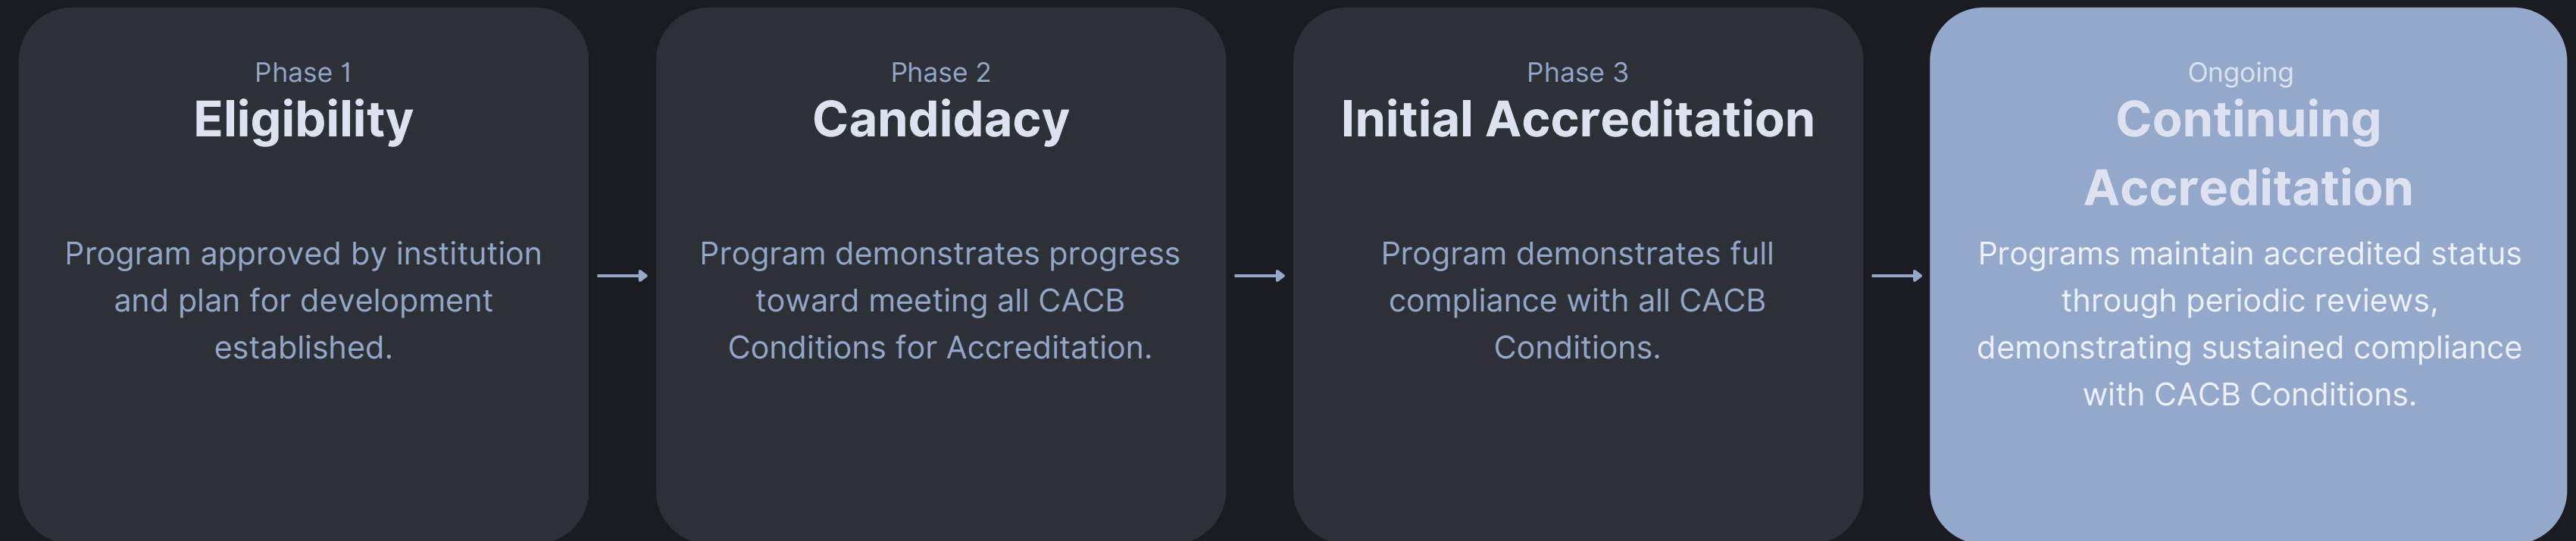 Phase 1
Eligibility
Program approved by institution
and plan for development
established.
Phase 2
Candidacy
Program demonstrates progress
toward meeting all CACB
Conditions for Accreditation.
Phase 3
Initial Accreditation
Program demonstrates full
compliance with all CACB
Conditions.
Ongoing
Continuing
Accreditation
Programs maintain accredited status
through periodic reviews,
demonstrating sustained compliance
with CACB Conditions.